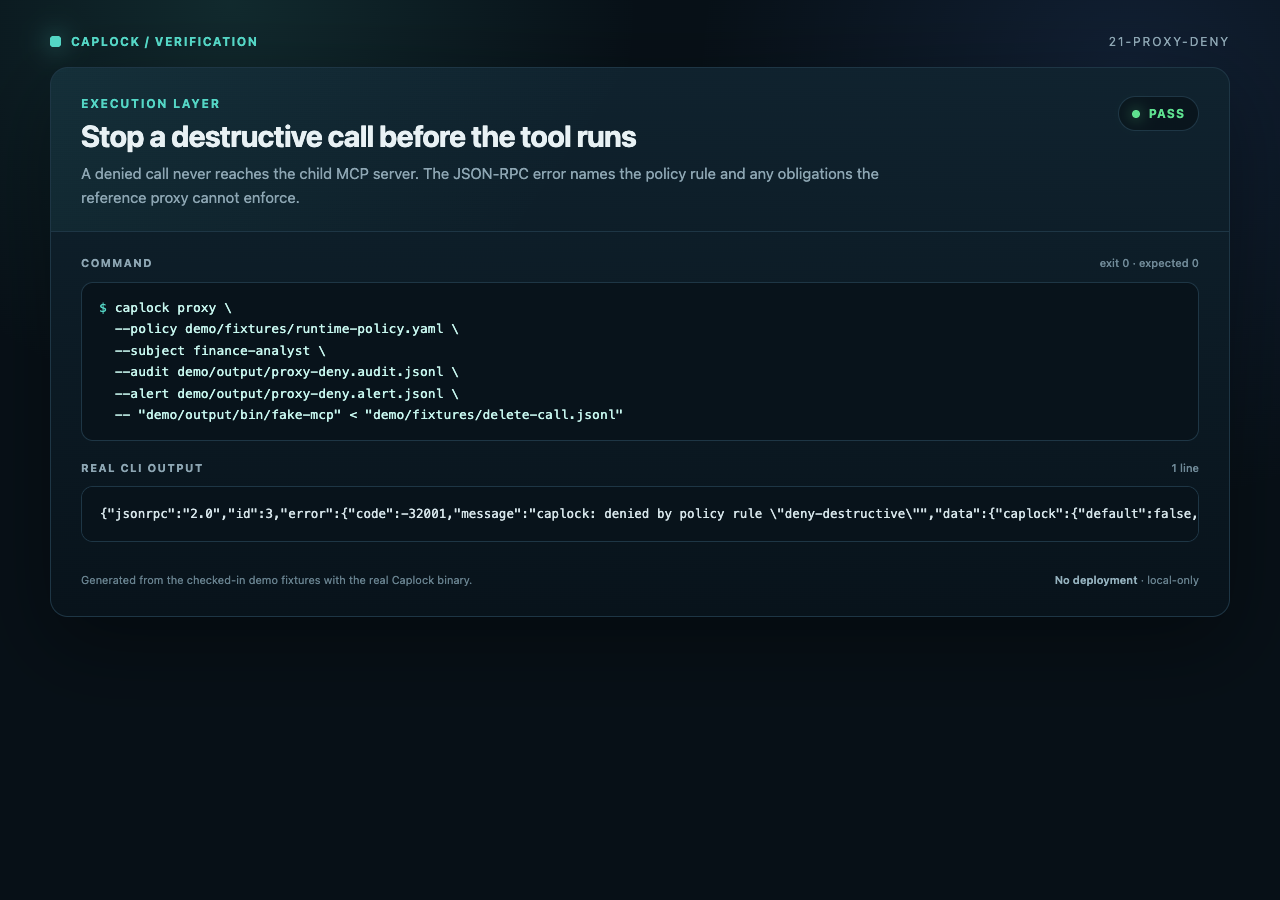 CAPLOCK / VERIFICATION
21-PROXY-DENY
EXECUTION LAYER
PASS
Stop a destructive call before the tool runs
A denied call never reaches the child MCP server. The JSON-RPC error names the policy rule and any obligations the
reference proxy cannot enforce.
COMMAND
exit 0 · expected 0
$ caplock proxy \
--policy demo/fixtures/runtime-policy.yaml \
--subject finance-analyst \
--audit demo/output/proxy-deny.audit.jsonl \
--alert demo/output/proxy-deny.alert.jsonl \
-- "demo/output/bin/fake-mcp" < "demo/fixtures/delete-call.jsonl"
REAL CLI OUTPUT
1 line
{"jsonrpc":"2.0","id":3,"error":{"code":-32001,"message":"caplock: denied by policy rule \"deny-destructive\"","data":{"caplock":{"default":false,
Generated from the checked-in demo fixtures with the real Caplock binary.
No deployment · local-only